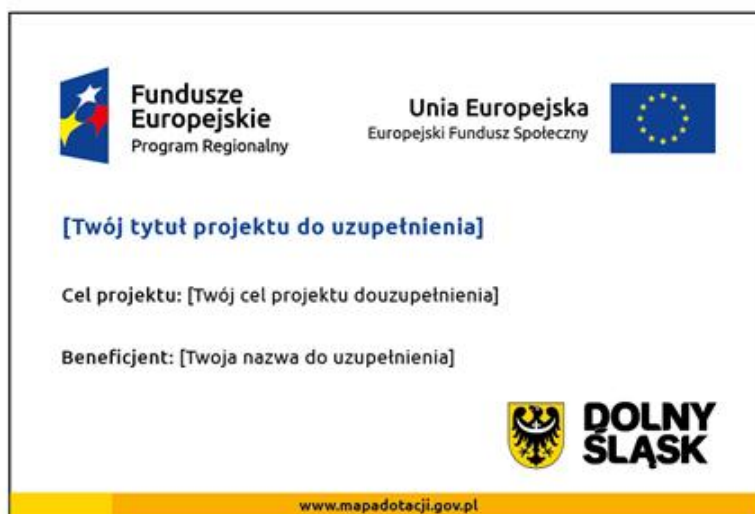 Fundusze
Europejskie
Program Regionalny
Unia Europejska
Europejski Fundusz Społeczny
[Twój tytuł projektu do uzupełnienia]
Cel projektu: [Twój cel projektu douzupełnienia]
Beneficjent: [Twoja nazwa do uzupełnienia]
DOLNY
ŚLĄSK
www.mapadotacji.gov.pl